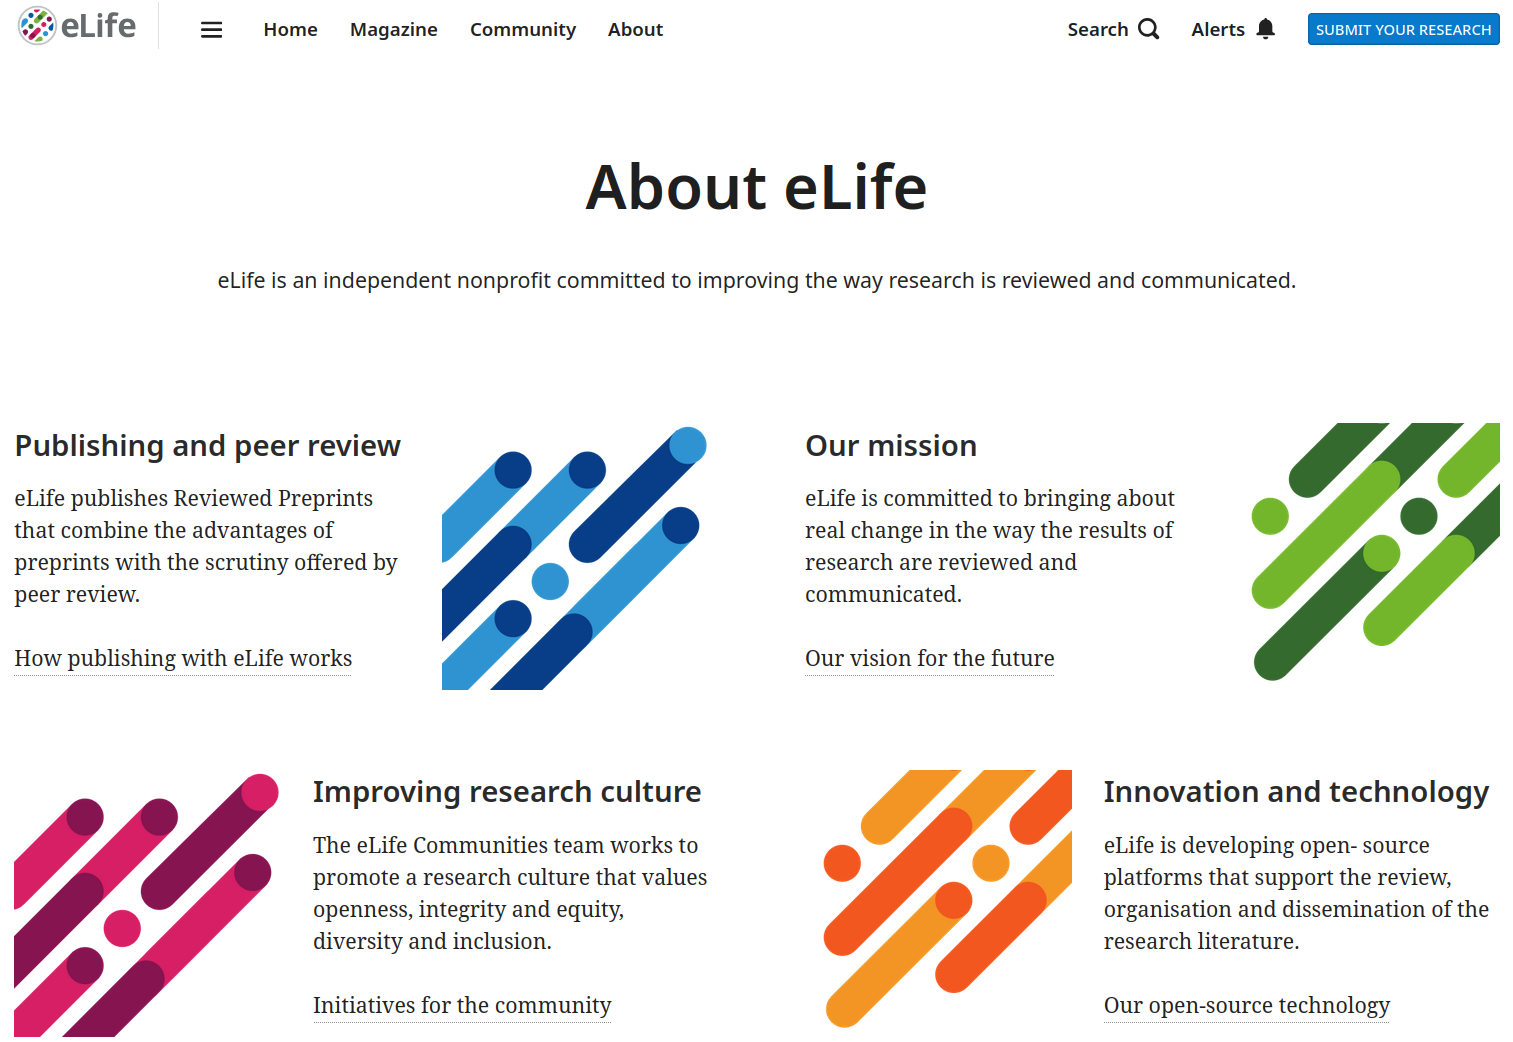 eLife
Home Magazine Community About
Search Alerts SUBMIT YOUR RESEARCH
About eLife
eLife is an independent nonprofit committed to improving the way research is reviewed and communicated.
Publishing and peer review
eLife publishes Reviewed Preprints
that combine the advantages of
preprints with the scrutiny offered by
peer review.
How publishing with eLife works
Our mission
eLife is committed to bringing about
real change in the way the results of
research are reviewed and
communicated.
Our vision for the future
Improving research culture
The eLife Communities team works to
promote a research culture that values
openness, integrity and equity,
diversity and inclusion.
Initiatives for the community
Innovation and technology
eLife is developing open- source
platforms that support the review,
organisation and dissemination of the
research literature.
Our open-source technology